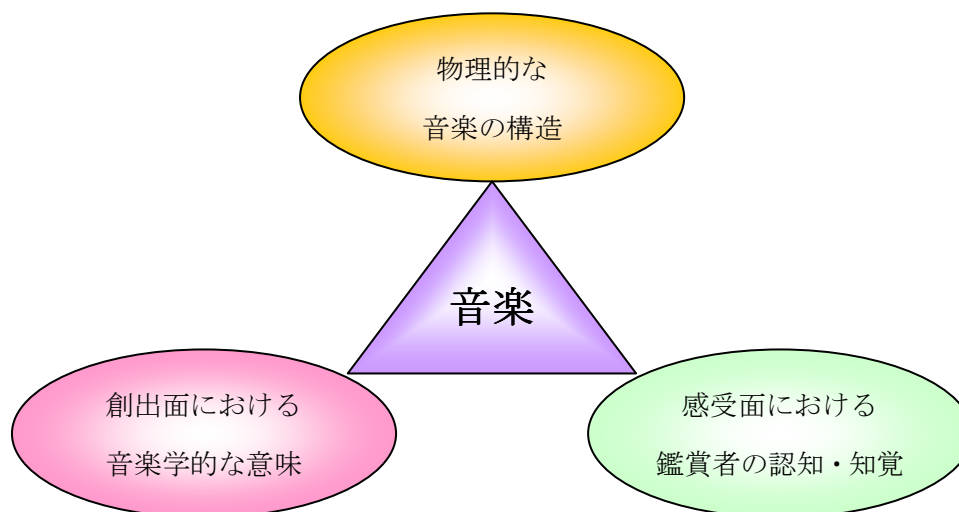 物理的な
音楽の構造
音楽
創出面における
音楽学的な意味
感受面における
鑑賞者の認知・知覚